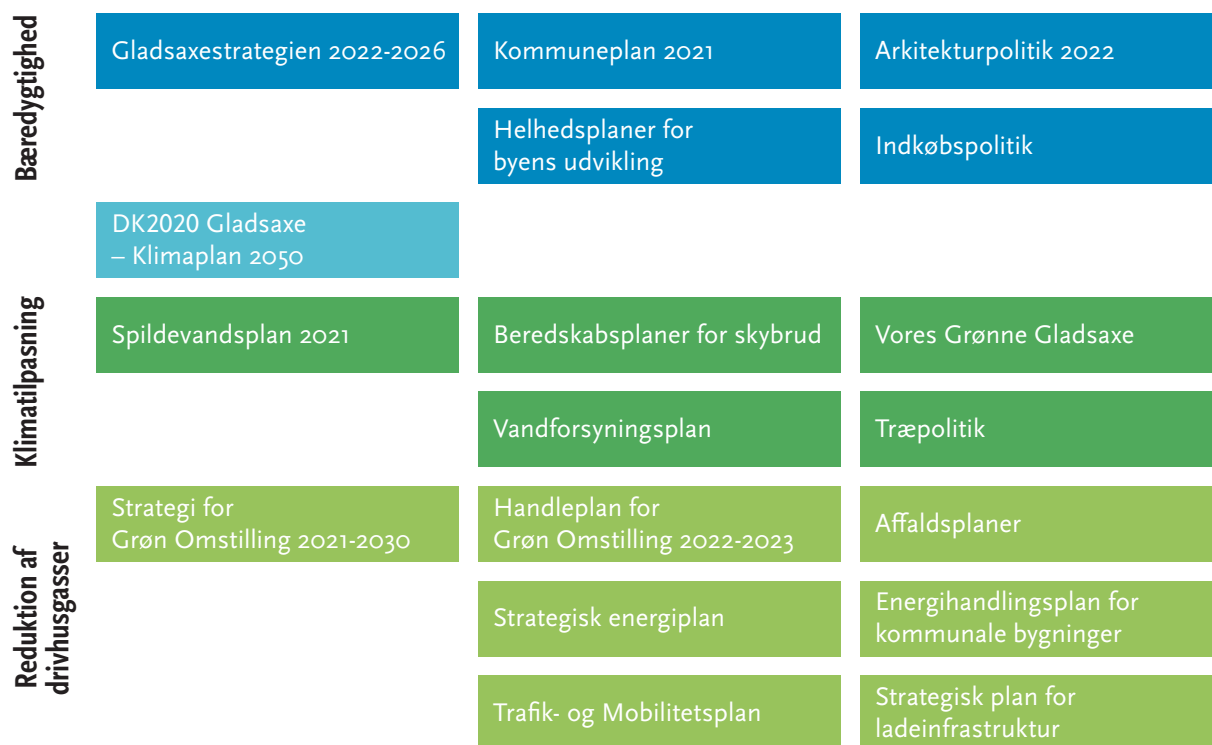 Bæredygtighed
Gladsaxestrategien 2022-2026
Kommuneplan 2021
Arkitekturpolitik 2022
Helhedsplaner for
byens udvikling
Indkøbspolitik
DK2020 Gladsaxe
– Klimaplan 2050
Klimatilpasning
Spildevandsplan 2021
Beredskabsplaner for skybrud
Vores Grønne Gladsaxe
Vandforsyningsplan
Træpolitik
Reduktion af
drivhusgasser
Strategi for
Grøn Omstilling 2021-2030
Handleplan for
Grøn Omstilling 2022-2023
Affaldsplaner
Strategisk energiplan
Energihandlingsplan for
kommunale bygninger
Trafik- og Mobilitetsplan
Strategisk plan for
ladeinfrastruktur